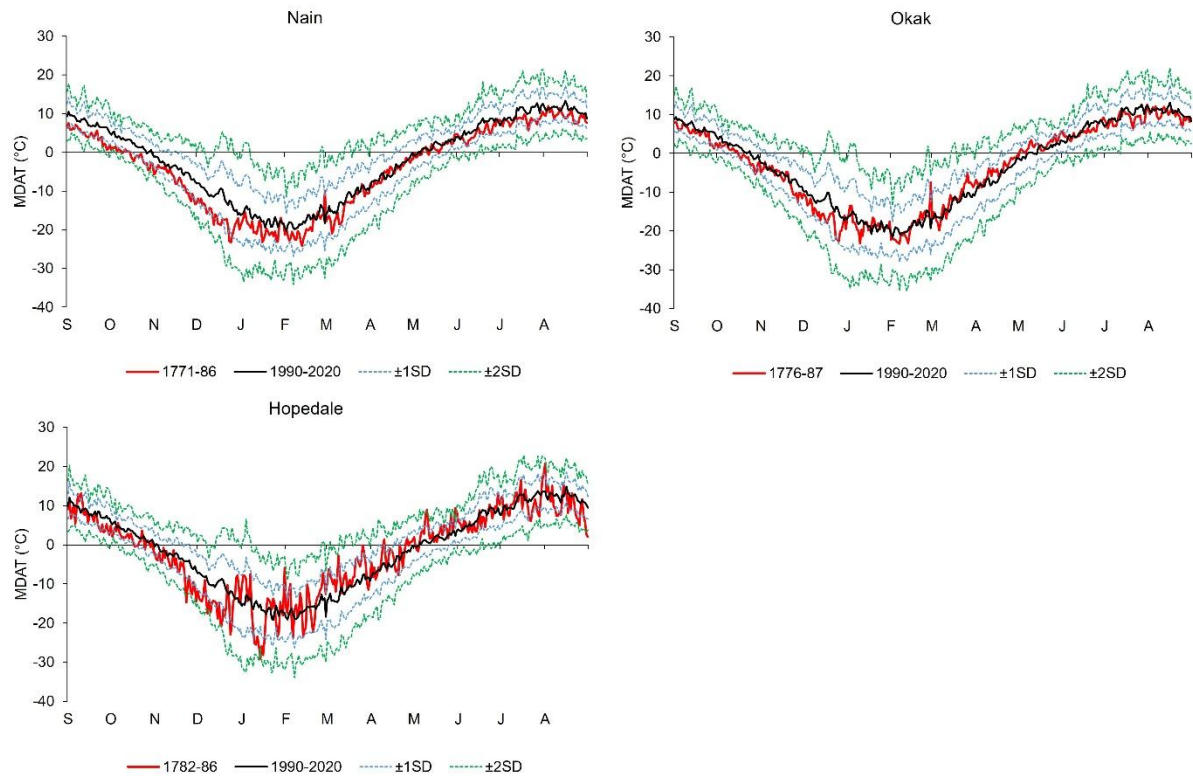 Nain
MDAT (°C)
30
20
10
0
-10
-20
-30
-40
S O N D J F M A M J J A
1771-86 1990-2020 ±1SD ±2SD
Okak
MDAT (°C)
30
20
10
0
-10
-20
-30
-40
S O N D J F M A M J J A
1776-87 1990-2020 ±1SD ±2SD
Hopedale
MDAT (°C)
30
20
10
0
-10
-20
-30
-40
S O N D J F M A M J J A
1782-86 1990-2020 ±1SD ±2SD